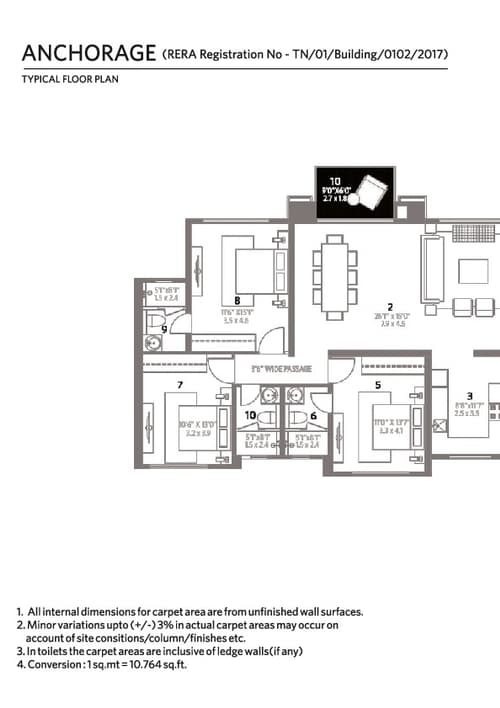 ANCHORAGE (RERA Registration No - TN/01/Building/0102/2017)
TYPICAL FLOOR PLAN
10
9'0"X6'0"
2.7 x 1.8
5'1"x8'1"
1.5 x 2.4
8
11'6" X15'1"
3.5 x 4.6
2
26'1" x 15'0"
7.9 x 4.6
9
3'6" WIDE PASSAGE
7
5
3
8'6"x11'7"
2.5 x 3.5
10'6" X 13'0"
3.2 x 3.9
10
6
11'0" X 13'7"
3.3 x 4.1
5'1"x8'1"
1.5 x 2.4
5'1"x8'1"
1.5 x 2.4
1. All internal dimensions for carpet area are from unfinished wall surfaces.
2. Minor variations upto (+/-) 3% in actual carpet areas may occur on
account of site consitions/column/finishes etc.
3. In toilets the carpet areas are inclusive of ledge walls(if any)
4. Conversion : 1 sq.mt = 10.764 sq.ft.